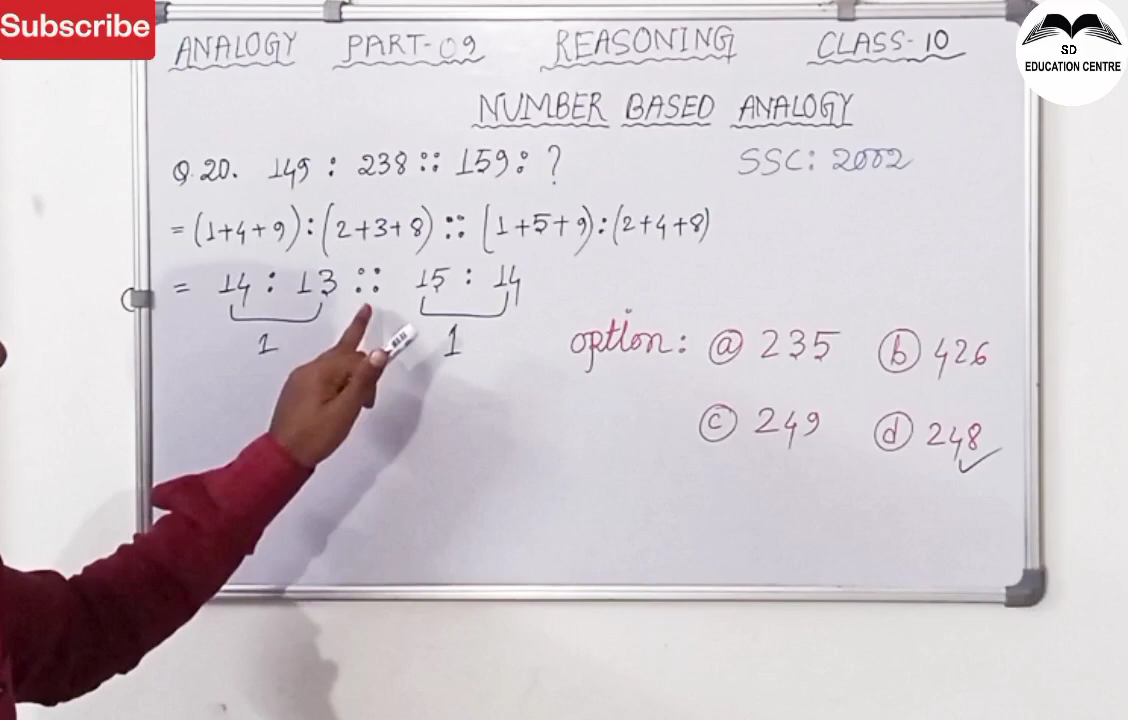 Subscribe
ANALOGY PART-09 REASONING CLASS-10
SD
EDUCATION CENTRE
NUMBER BASED ANALOGY
Q.20. 149 : 238 :: 159 : ?
SSC: 2002
= (1+4+9):(2+3+8) :: (1+5+9):(2+4+8)
= 14 : 13 :: 15 : 14
1 1
option: (a) 235 (b) 426
(c) 249 (d) 248 ✓